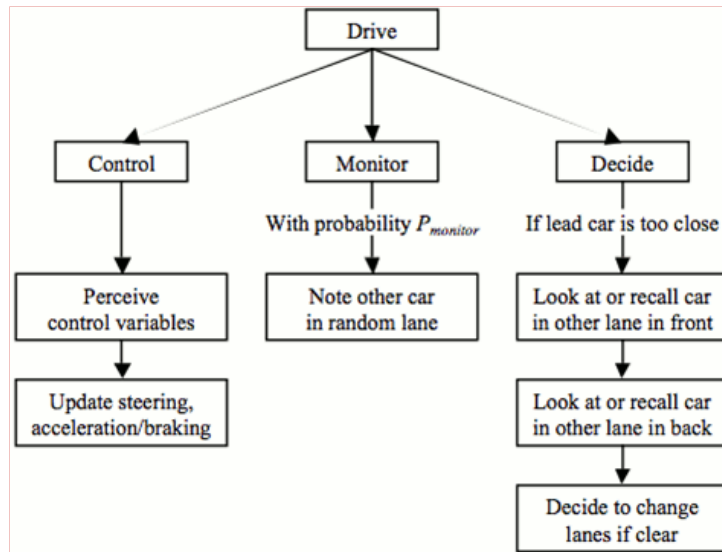 Drive
Control
Monitor
Decide
With probability P_monitor
If lead car is too close
Perceive
control variables
Note other car
in random lane
Look at or recall car
in other lane in front
Update steering,
acceleration/braking
Look at or recall car
in other lane in back
Decide to change
lanes if clear